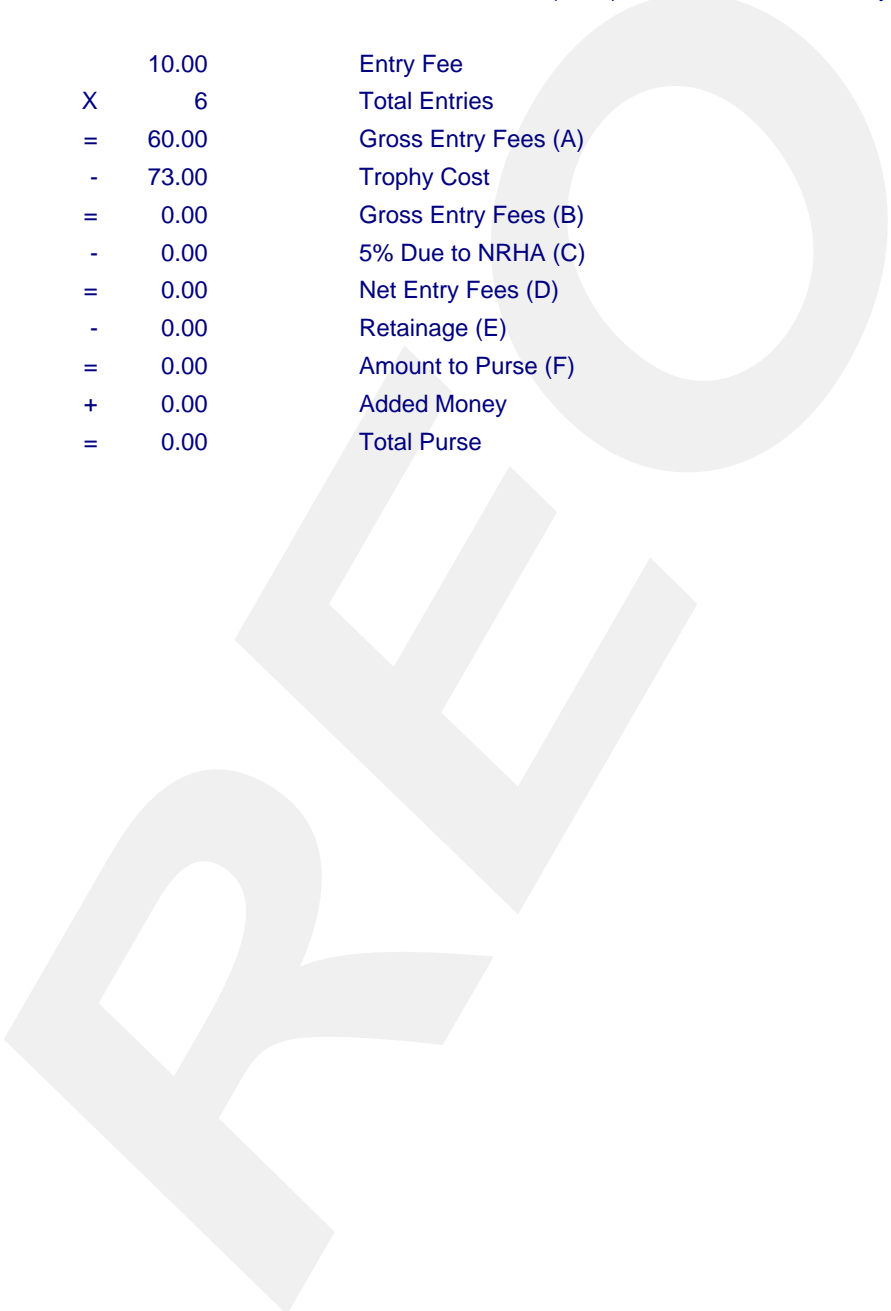 10.00 Entry Fee
X 6 Total Entries
= 60.00 Gross Entry Fees (A)
- 73.00 Trophy Cost
= 0.00 Gross Entry Fees (B)
- 0.00 5% Due to NRHA (C)
= 0.00 Net Entry Fees (D)
- 0.00 Retainage (E)
= 0.00 Amount to Purse (F)
+ 0.00 Added Money
= 0.00 Total Purse
REO